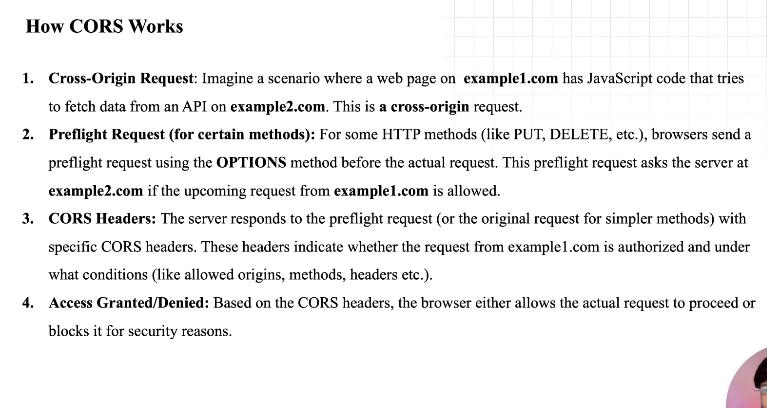 How CORS Works
1. Cross-Origin Request: Imagine a scenario where a web page on example1.com has JavaScript code that tries
to fetch data from an API on example2.com. This is a cross-origin request.
2. Preflight Request (for certain methods): For some HTTP methods (like PUT, DELETE, etc.), browsers send a
preflight request using the OPTIONS method before the actual request. This preflight request asks the server at
example2.com if the upcoming request from example1.com is allowed.
3. CORS Headers: The server responds to the preflight request (or the original request for simpler methods) with
specific CORS headers. These headers indicate whether the request from example1.com is authorized and under
what conditions (like allowed origins, methods, headers etc.).
4. Access Granted/Denied: Based on the CORS headers, the browser either allows the actual request to proceed or
blocks it for security reasons.